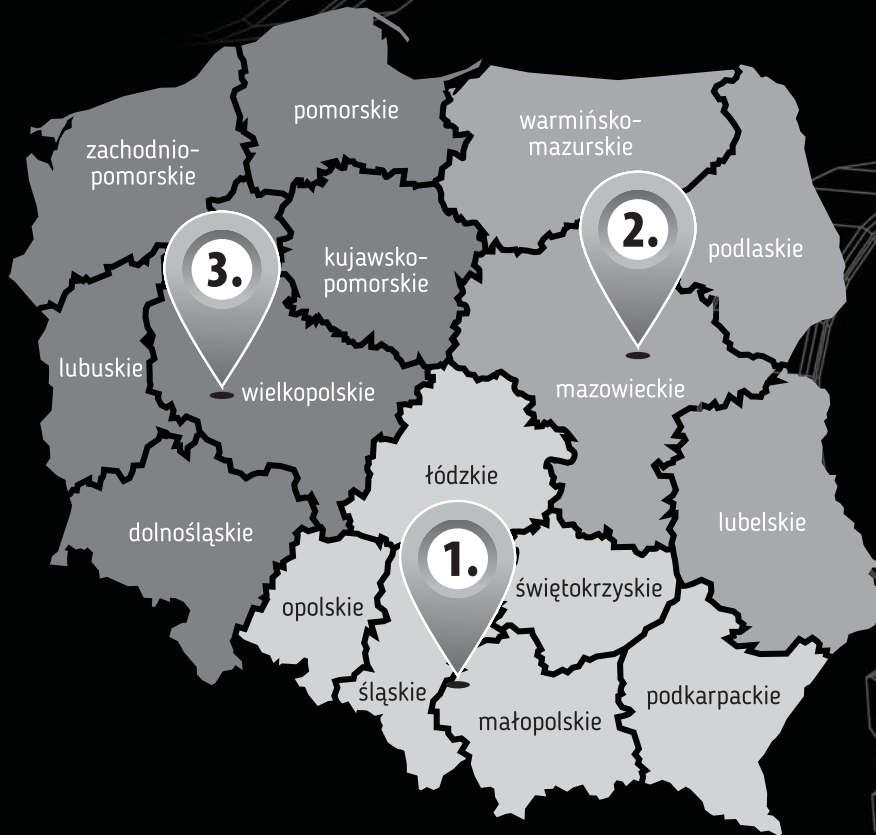 pomorskie
warmińsko-
mazurskie
zachodnio-
pomorskie
2.
podlaskie
kujawsko-
pomorskie
3.
lubuskie
wielkopolskie
mazowieckie
łódzkie
lubelskie
dolnośląskie
1.
świętokrzyskie
opolskie
śląskie
małopolskie
podkarpackie